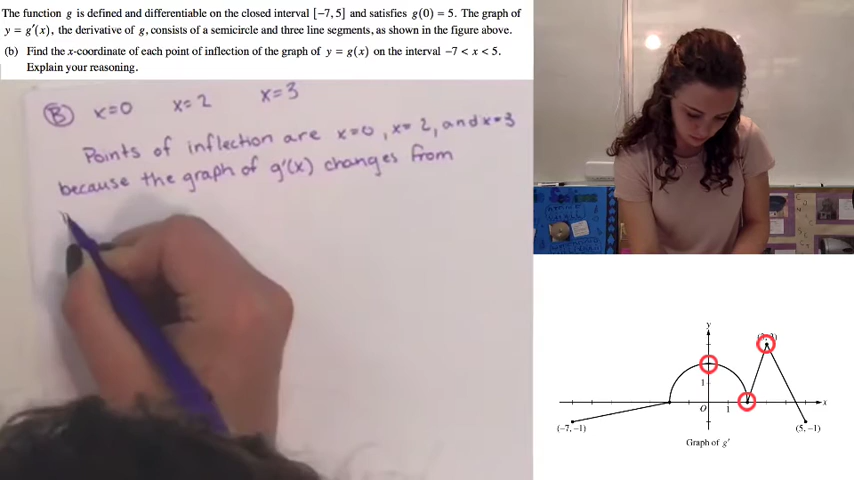 The function g is defined and differentiable on the closed interval [−7, 5] and satisfies g(0) = 5. The graph of
y = g′(x), the derivative of g, consists of a semicircle and three line segments, as shown in the figure above.
(b) Find the x-coordinate of each point of inflection of the graph of y = g(x) on the interval −7 < x < 5.
Explain your reasoning.
B x=0 x=2 x=3
Points of inflection are x=0, x=2, and x=3
because the graph of g'(x) changes from
y
1
O 1 x
(−7, −1) (5, −1)
Graph of g′